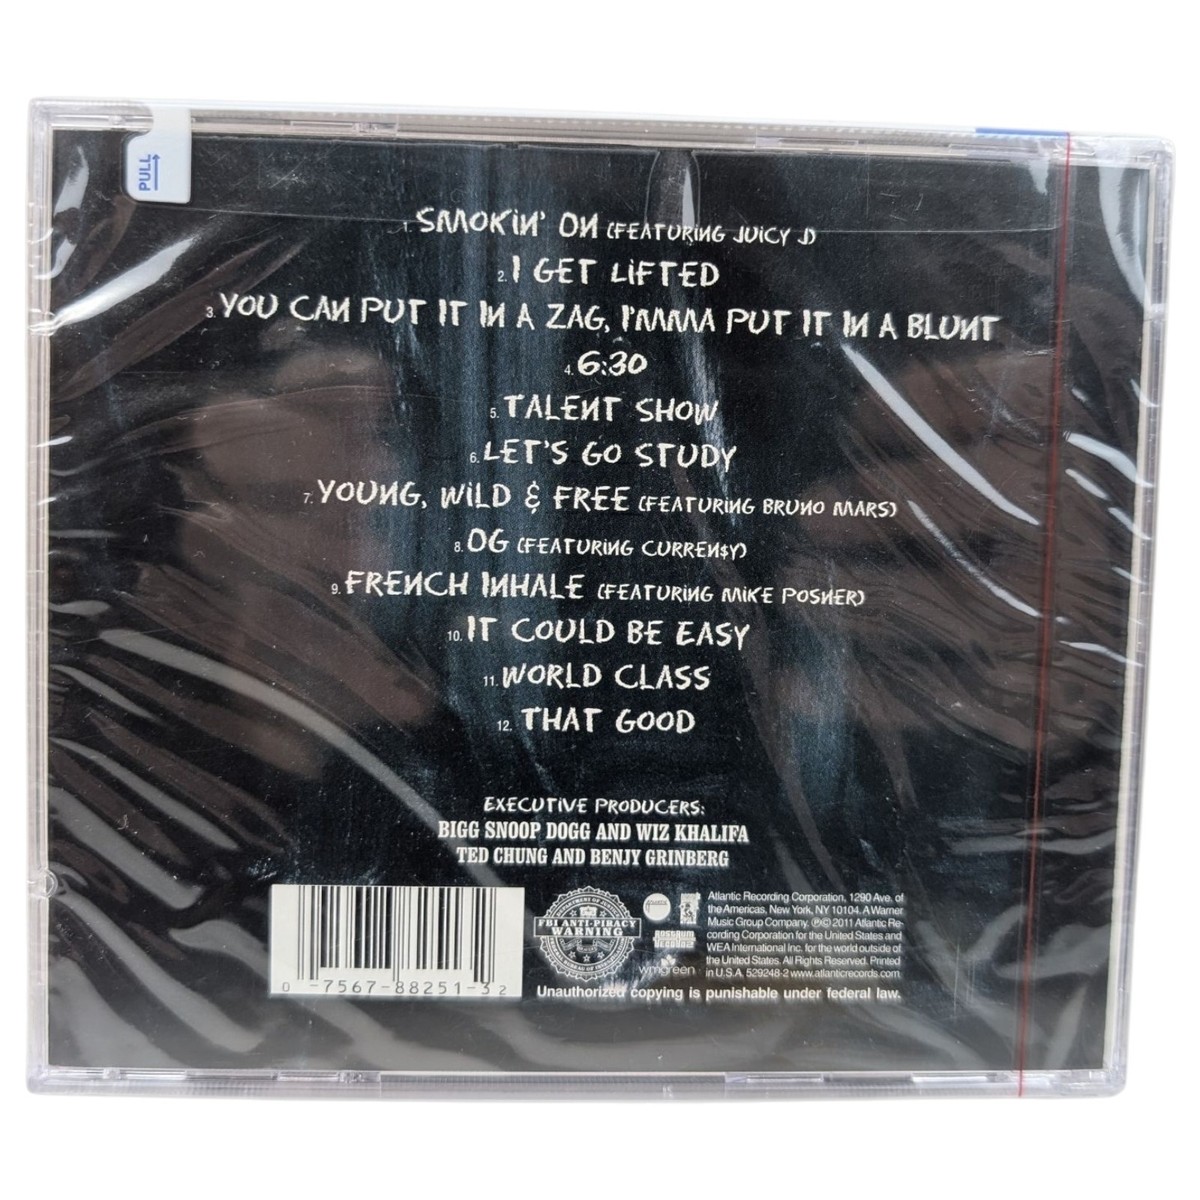 PULL
1. SMOKIN' ON (FEATURING JUICY J)
2. I GET LIFTED
3. YOU CAN PUT IT IN A ZAG, I'MMA PUT IT IN A BLUNT
4. 6:30
5. TALENT SHOW
6. LET'S GO STUDY
7. YOUNG, WILD & FREE (FEATURING BRUNO MARS)
8. OG (FEATURING CURREN$Y)
9. FRENCH INHALE (FEATURING MIKE POSNER)
10. IT COULD BE EASY
11. WORLD CLASS
12. THAT GOOD
EXECUTIVE PRODUCERS:
BIGG SNOOP DOGG AND WIZ KHALIFA
TED CHUNG AND BENJY GRINBERG
0 -7567-88251-3 2
FBI ANTI-PIRACY
WARNING
ROSTRUM
RECORDS
wmgreen
Atlantic Recording Corporation, 1290 Ave. of
the Americas, New York, NY 10104. A Warner
Music Group Company. ℗© 2011 Atlantic Re-
cording Corporation for the United States and
WEA International Inc. for the world outside of
the United States. All Rights Reserved. Printed
in U.S.A. 529248-2 www.atlanticrecords.com
Unauthorized copying is punishable under federal law.